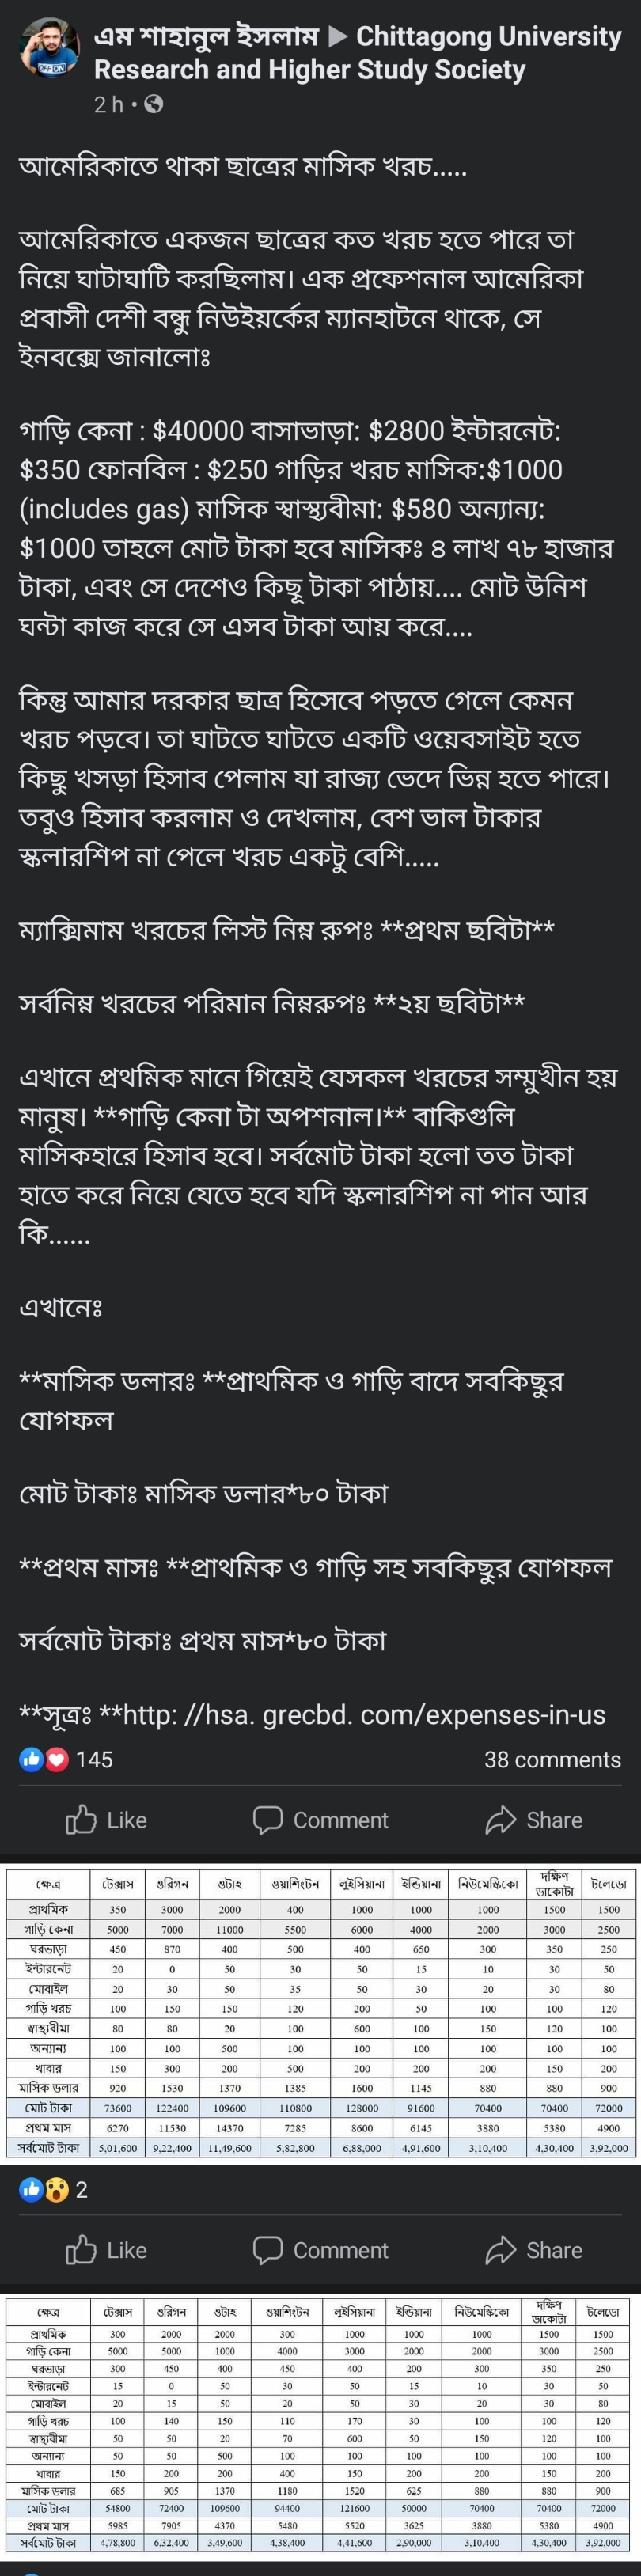 এম শাহানুল ইসলাম ▶ Chittagong University
Research and Higher Study Society
2 h •
আমেরিকাতে থাকা ছাত্রের মাসিক খরচ.....
আমেরিকাতে একজন ছাত্রের কত খরচ হতে পারে তা
নিয়ে ঘাটাঘাটি করছিলাম। এক প্রফেশনাল আমেরিকা
প্রবাসী দেশী বন্ধু নিউইয়র্কের ম্যানহাটনে থাকে, সে
ইনবক্সে জানালোঃ
গাড়ি কেনা : $40000 বাসাভাড়া: $2800 ইন্টারনেট:
$350 ফোনবিল : $250 গাড়ির খরচ মাসিক:$1000
(includes gas) মাসিক স্বাস্থ্যবীমা: $580 অন্যান্য:
$1000 তাহলে মোট টাকা হবে মাসিকঃ ৪ লাখ ৭৮ হাজার
টাকা, এবং সে দেশেও কিছু টাকা পাঠায়.... মোট উনিশ
ঘন্টা কাজ করে সে এসব টাকা আয় করে....
কিন্তু আমার দরকার ছাত্র হিসেবে পড়তে গেলে কেমন
খরচ পড়বে। তা ঘাটতে ঘাটতে একটি ওয়েবসাইট হতে
কিছু খসড়া হিসাব পেলাম যা রাজ্য ভেদে ভিন্ন হতে পারে।
তবুও হিসাব করলাম ও দেখলাম, বেশ ভাল টাকার
স্কলারশিপ না পেলে খরচ একটু বেশি.....
ম্যাক্সিমাম খরচের লিস্ট নিম্ন রুপঃ **প্রথম ছবিটা**
সর্বনিম্ন খরচের পরিমান নিম্নরুপঃ **২য় ছবিটা**
এখানে প্রথমিক মানে গিয়েই যেসকল খরচের সম্মুখীন হয়
মানুষ। **গাড়ি কেনা টা অপশনাল।** বাকিগুলি
মাসিকহারে হিসাব হবে। সর্বমোট টাকা হলো তত টাকা
হাতে করে নিয়ে যেতে হবে যদি স্কলারশিপ না পান আর
কি......
এখানেঃ
**মাসিক ডলারঃ **প্রাথমিক ও গাড়ি বাদে সবকিছুর
যোগফল
মোট টাকাঃ মাসিক ডলার*৮০ টাকা
**প্রথম মাসঃ **প্রাথমিক ও গাড়ি সহ সবকিছুর যোগফল
সর্বমোট টাকাঃ প্রথম মাস*৮০ টাকা
**সূত্রঃ **http: //hsa. grecbd. com/expenses-in-us
145 38 comments
Like Comment Share
ক্ষেত্র টেক্সাস ওরিগন ওটাহ ওয়াশিংটন লুইসিয়ানা ইন্ডিয়ানা নিউমেক্সিকো দক্ষিণ ডাকোটা টলেডো
প্রাথমিক 350 3000 2000 400 1000 1000 1000 1500 1500
গাড়ি কেনা 5000 7000 11000 5500 6000 4000 2000 3000 2500
ঘরভাড়া 450 870 400 500 400 650 300 350 250
ইন্টারনেট 20 0 50 30 50 15 10 30 50
মোবাইল 20 30 50 35 50 30 20 30 80
গাড়ি খরচ 100 150 150 120 200 50 100 100 120
স্বাস্থ্যবীমা 80 80 20 100 600 100 150 120 100
অন্যান্য 100 100 500 100 100 100 100 100 100
খাবার 150 300 200 500 200 200 200 150 200
মাসিক ডলার 920 1530 1370 1385 1600 1145 880 880 900
মোট টাকা 73600 122400 109600 110800 128000 91600 70400 70400 72000
প্রথম মাস 6270 11530 14370 7285 8600 6145 3880 5380 4900
সর্বমোট টাকা 5,01,600 9,22,400 11,49,600 5,82,800 6,88,000 4,91,600 3,10,400 4,30,400 3,92,000
2
Like Comment Share
ক্ষেত্র টেক্সাস ওরিগন ওটাহ ওয়াশিংটন লুইসিয়ানা ইন্ডিয়ানা নিউমেক্সিকো দক্ষিণ ডাকোটা টলেডো
প্রাথমিক 300 2000 2000 300 1000 1000 1000 1500 1500
গাড়ি কেনা 5000 5000 1000 4000 3000 2000 2000 3000 2500
ঘরভাড়া 300 450 400 450 400 200 300 350 250
ইন্টারনেট 15 0 50 30 50 15 10 30 50
মোবাইল 20 15 50 20 50 30 20 30 80
গাড়ি খরচ 100 140 150 110 170 30 100 100 120
স্বাস্থ্যবীমা 50 50 20 70 600 50 150 120 100
অন্যান্য 50 50 500 100 100 100 100 100 100
খাবার 150 200 200 400 150 200 200 150 200
মাসিক ডলার 685 905 1370 1180 1520 625 880 880 900
মোট টাকা 54800 72400 109600 94400 121600 50000 70400 70400 72000
প্রথম মাস 5985 7905 4370 5480 5520 3625 3880 5380 4900
সর্বমোট টাকা 4,78,800 6,32,400 3,49,600 4,38,400 4,41,600 2,90,000 3,10,400 4,30,400 3,92,000